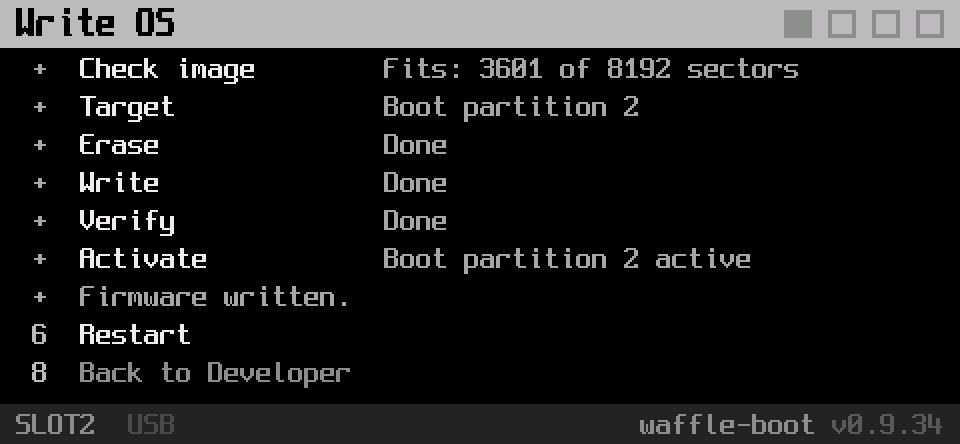 Write OS
+ Check image Fits: 3601 of 8192 sectors
+ Target Boot partition 2
+ Erase Done
+ Write Done
+ Verify Done
+ Activate Boot partition 2 active
+ Firmware written.
6 Restart
8 Back to Developer
SLOT2 USB waffle-boot v0.9.34